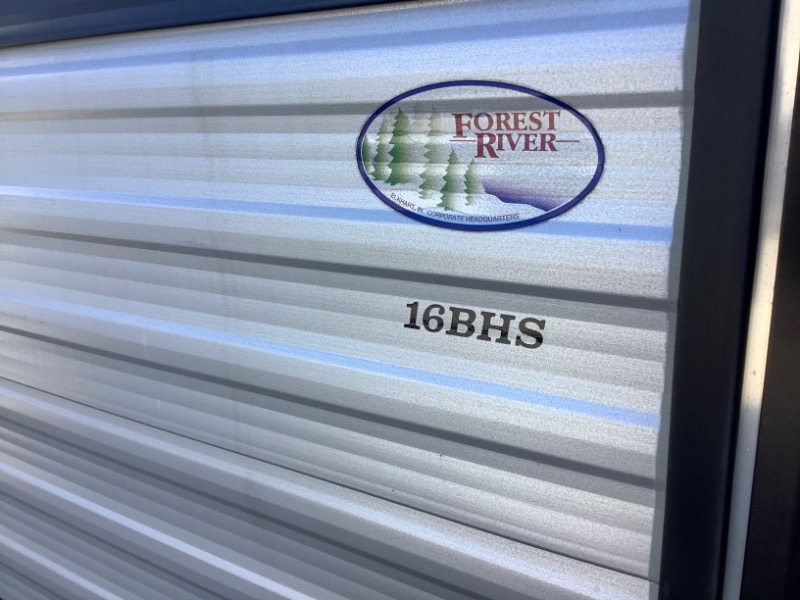 FOREST
RIVER
ELKHART, IN CORPORATE HEADQUARTERS
16BHS